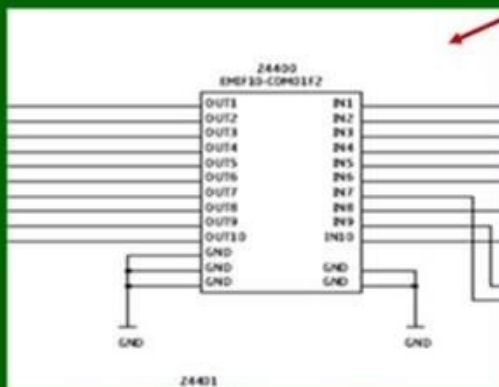 Z4400
EMIF10-COM01F2
OUT1 IN1
OUT2 IN2
OUT3 IN3
OUT4 IN4
OUT5 IN5
OUT6 IN6
OUT7 IN7
OUT8 IN8
OUT9 IN9
OUT10 IN10
GND
GND GND
GND GND
GND GND
Z4401